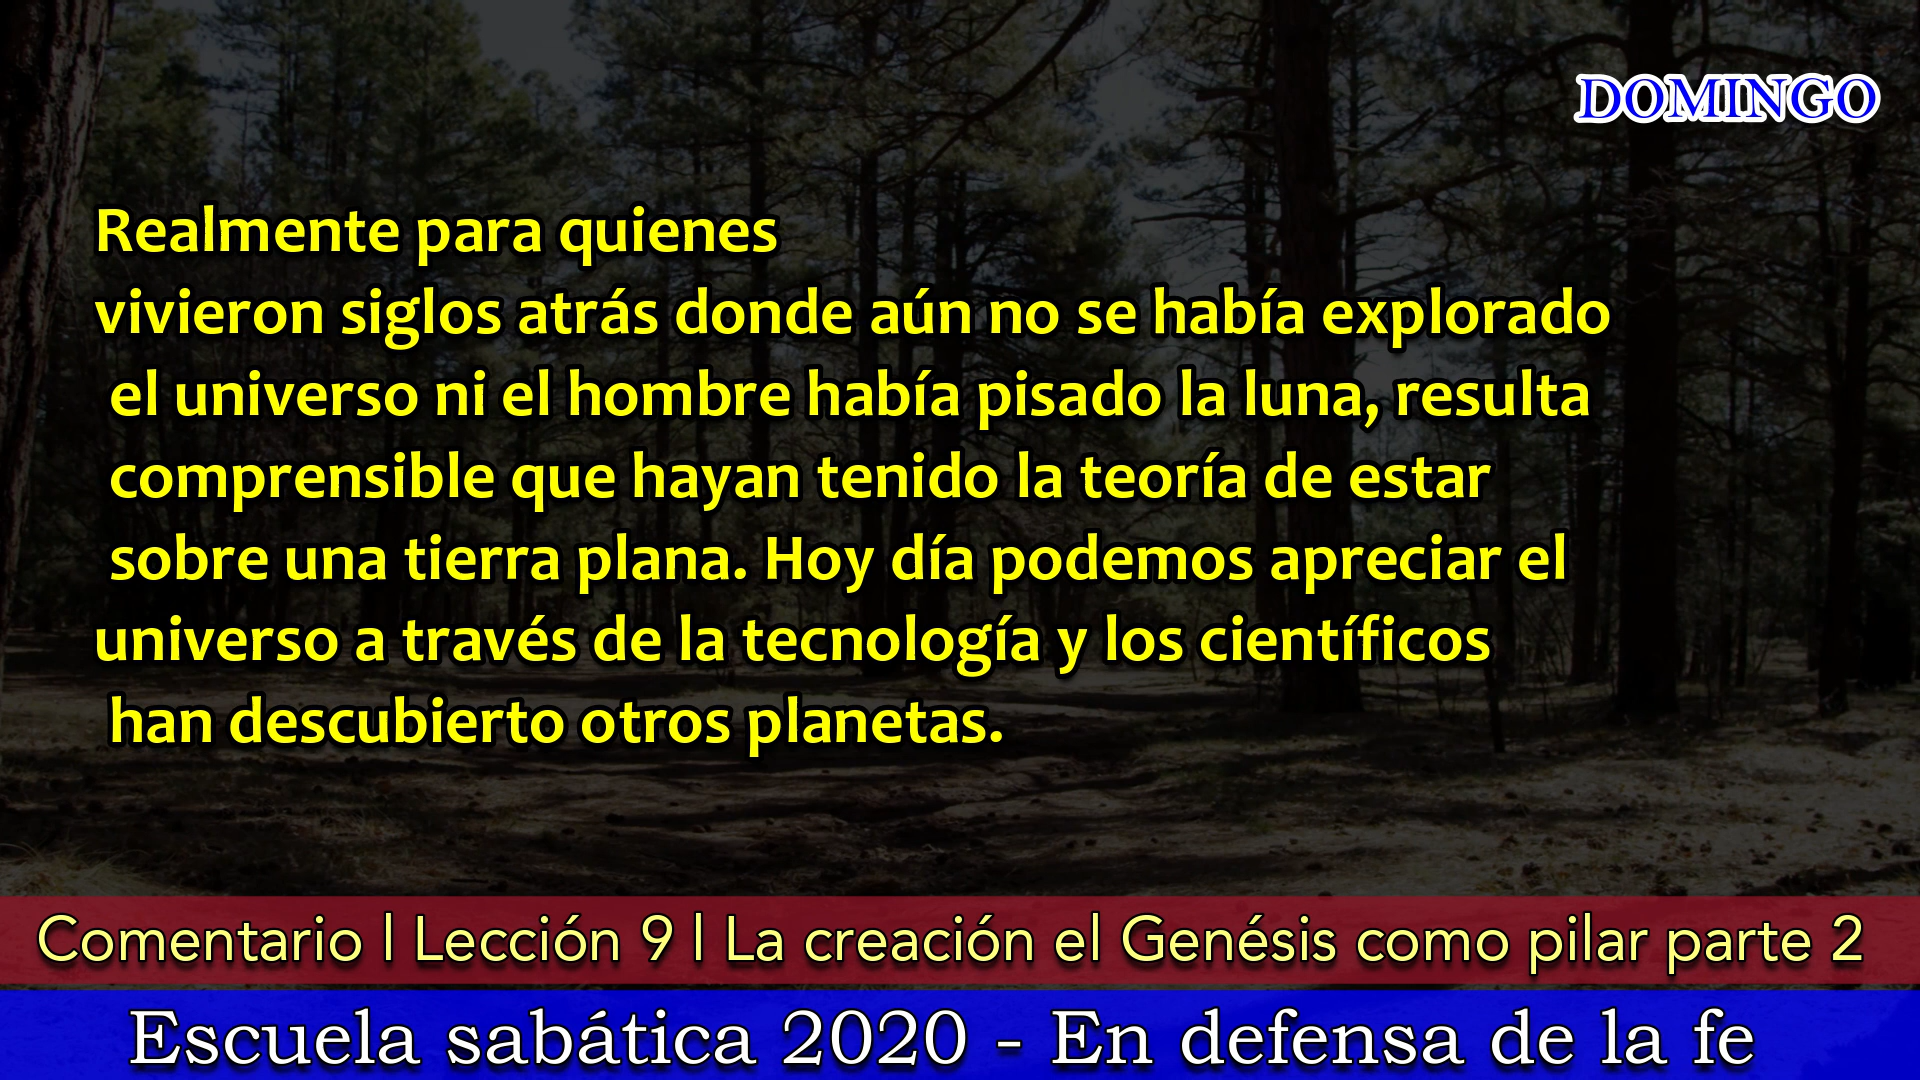 DOMINGO
Realmente para quienes
vivieron siglos atrás donde aún no se había explorado
el universo ni el hombre había pisado la luna, resulta
comprensible que hayan tenido la teoría de estar
sobre una tierra plana. Hoy día podemos apreciar el
universo a través de la tecnología y los científicos
han descubierto otros planetas.
Comentario l Lección 9 l La creación el Genésis como pilar parte 2
Escuela sabática 2020 - En defensa de la fe